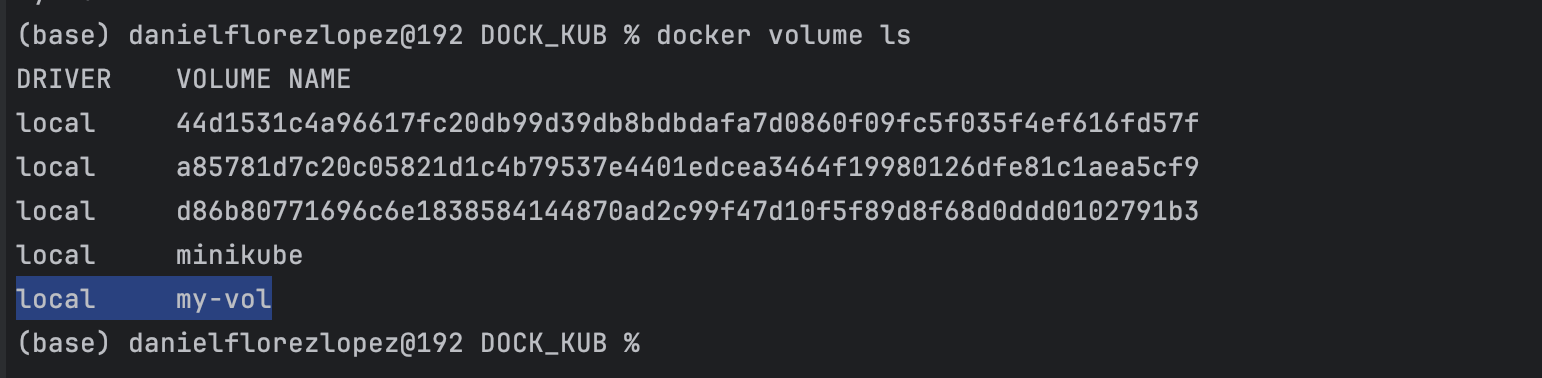 (base) danielflorezlopez@192 DOCK_KUB % docker volume ls
DRIVER    VOLUME NAME
local     44d1531c4a96617fc20db99d39db8bdbdafa7d0860f09fc5f035f4ef616fd57f
local     a85781d7c20c05821d1c4b79537e4401edcea3464f19980126dfe81c1aea5cf9
local     d86b80771696c6e1838584144870ad2c99f47d10f5f89d8f68d0ddd0102791b3
local     minikube
local     my-vol
(base) danielflorezlopez@192 DOCK_KUB %